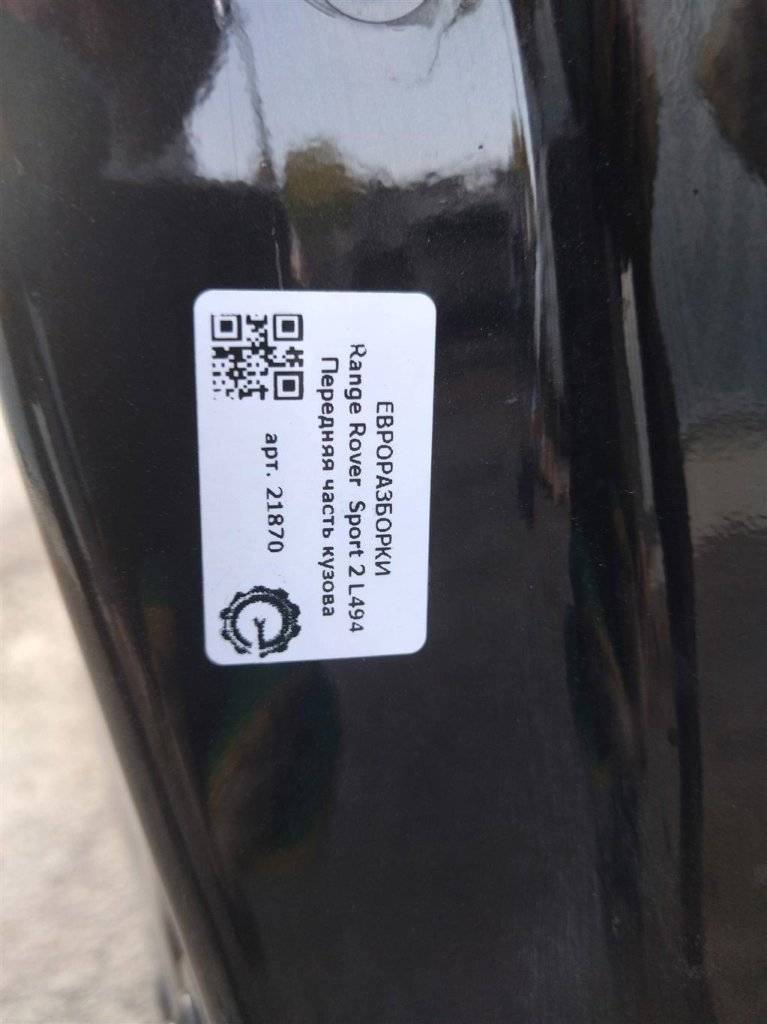 ЕВРОРАЗБОРКИ
Range Rover Sport 2 L494
Передняя часть кузова
арт. 21870